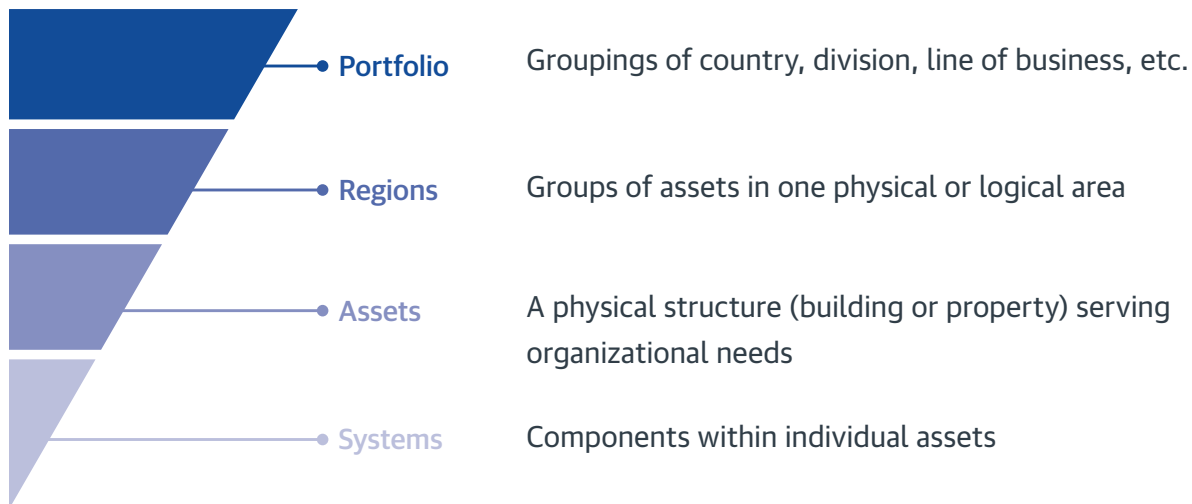 Portfolio
Groupings of country, division, line of business, etc.
Regions
Groups of assets in one physical or logical area
Assets
A physical structure (building or property) serving
organizational needs
Systems
Components within individual assets